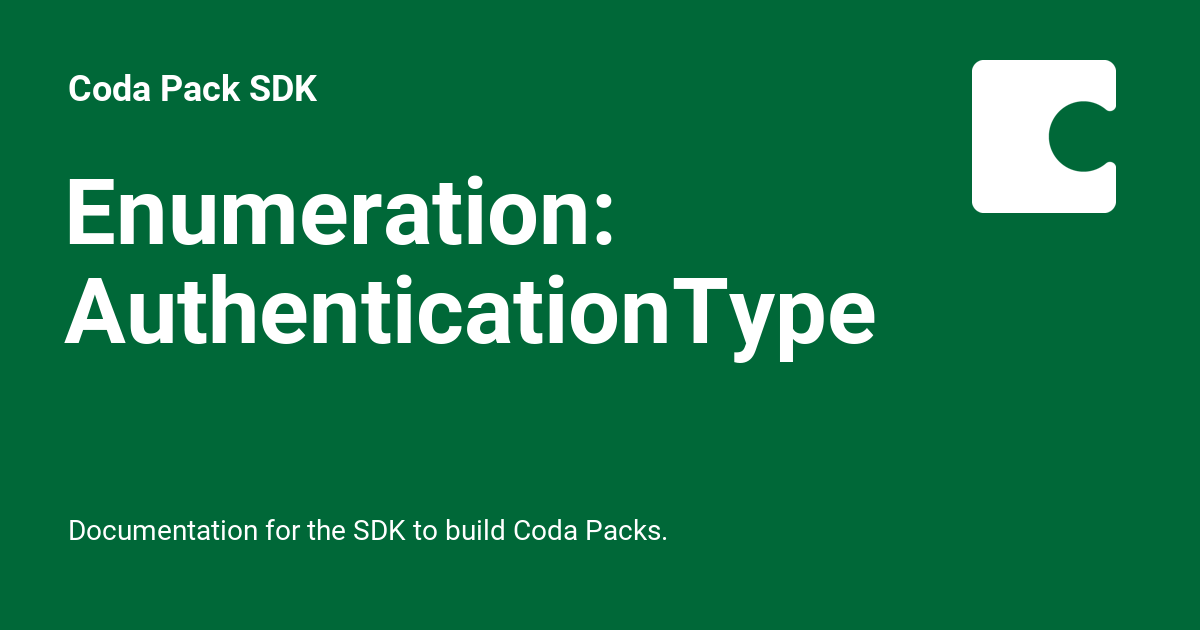 Coda Pack SDK
Enumeration:
AuthenticationType
Documentation for the SDK to build Coda Packs.